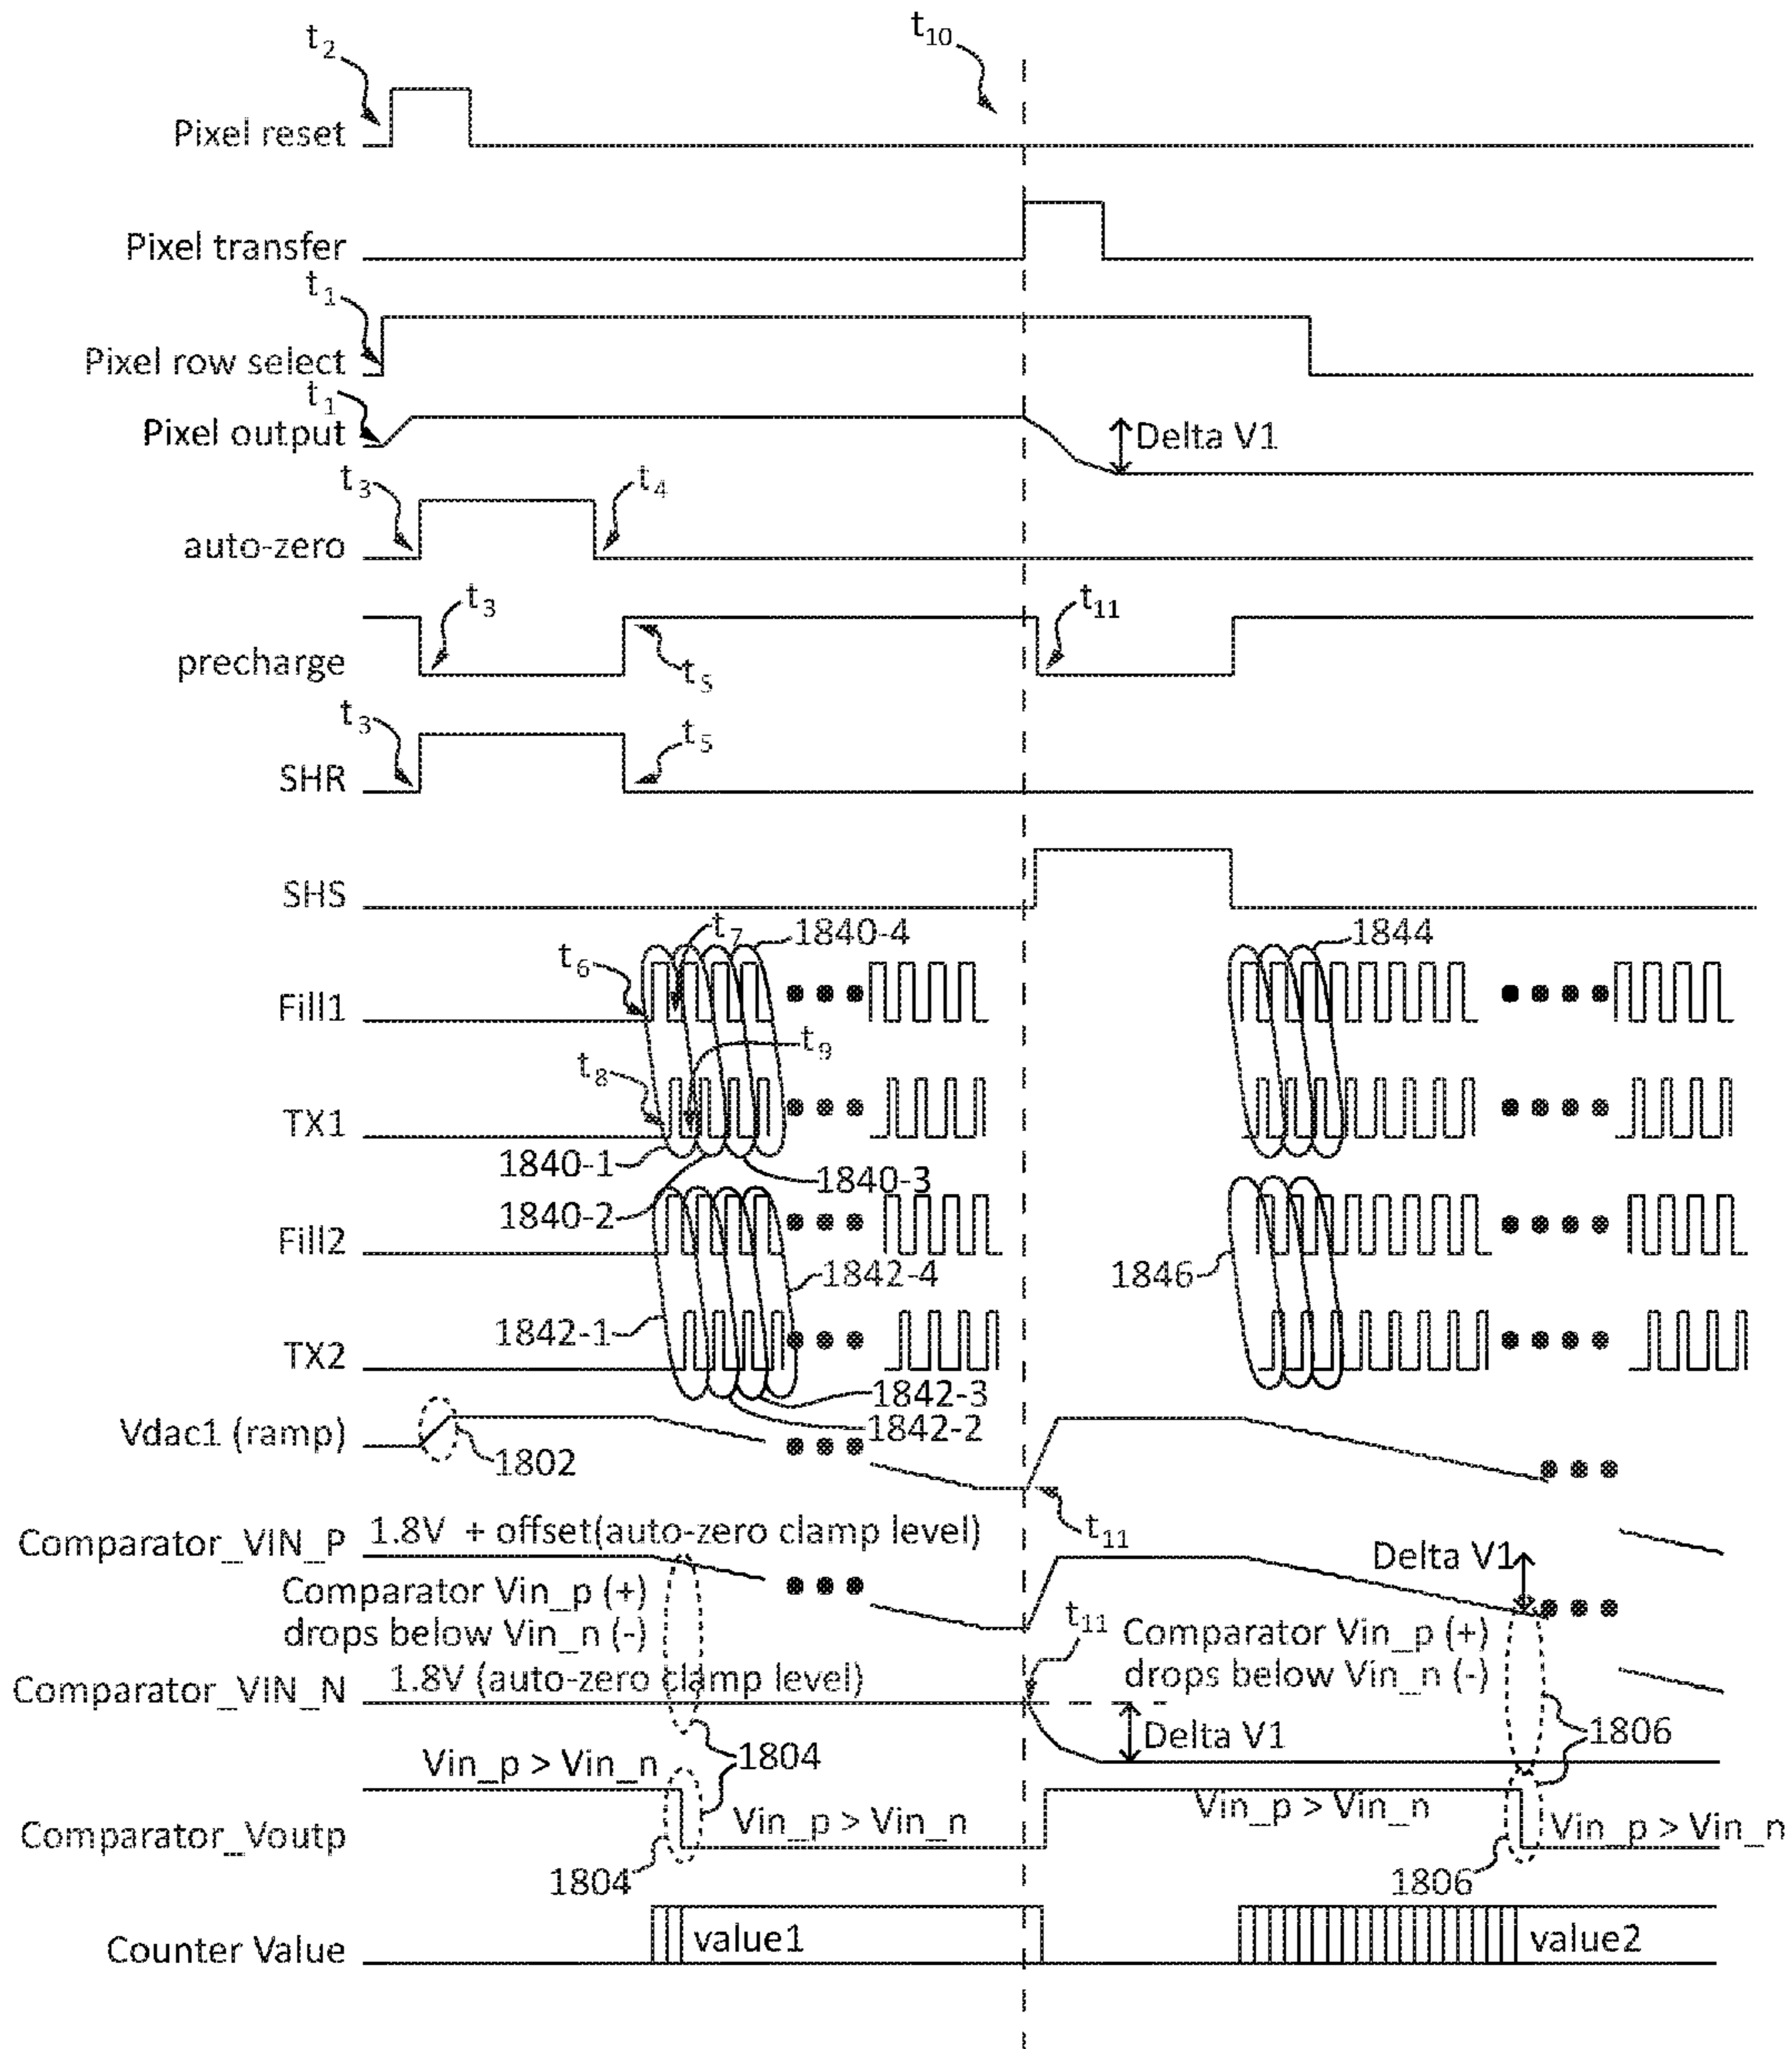 t2
t10
Pixel reset
Pixel transfer
t1
Pixel row select
t1
Pixel output
Delta V1
t3
t4
auto-zero
t3
t11
precharge
t5
t3
t5
SHR
SHS
t7
1840-4
1844
t6
Fill1
t9
t8
TX1
1840-1
1840-3
1840-2
Fill2
1842-4
1846
1842-1
TX2
1842-3
1842-2
Vdac1 (ramp)
1802
t11
Comparator_VIN_P
1.8V + offset(auto-zero clamp level)
Delta V1
Comparator Vin_p (+)
drops below Vin_n (-)
t11
Comparator Vin_p (+)
drops below Vin_n (-)
Comparator_VIN_N
1.8V (auto-zero clamp level)
Delta V1
1804
1806
Vin_p > Vin_n
Vin_p > Vin_n
Vin_p > Vin_n
Vin_p > Vin_n
Comparator_Voutp
1804
1806
Counter Value
value1
value2